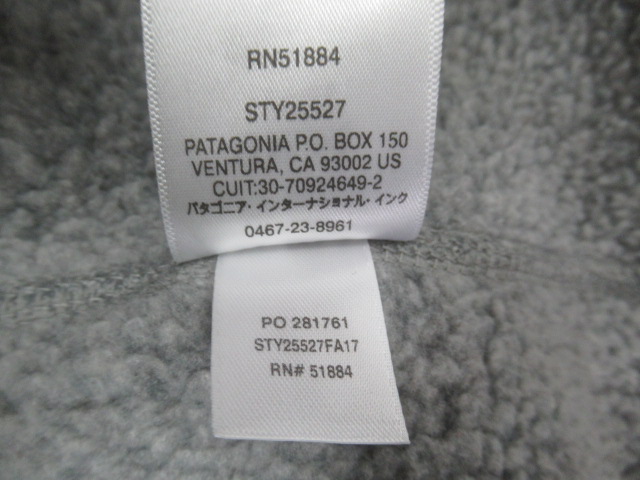 RN51884
STY25527
PATAGONIA P.O. BOX 150
VENTURA, CA 93002 US
CUIT:30-70924649-2
パタゴニア・インターナショナル・インク
0467-23-8961
PO 281761
STY25527FA17
RN# 51884